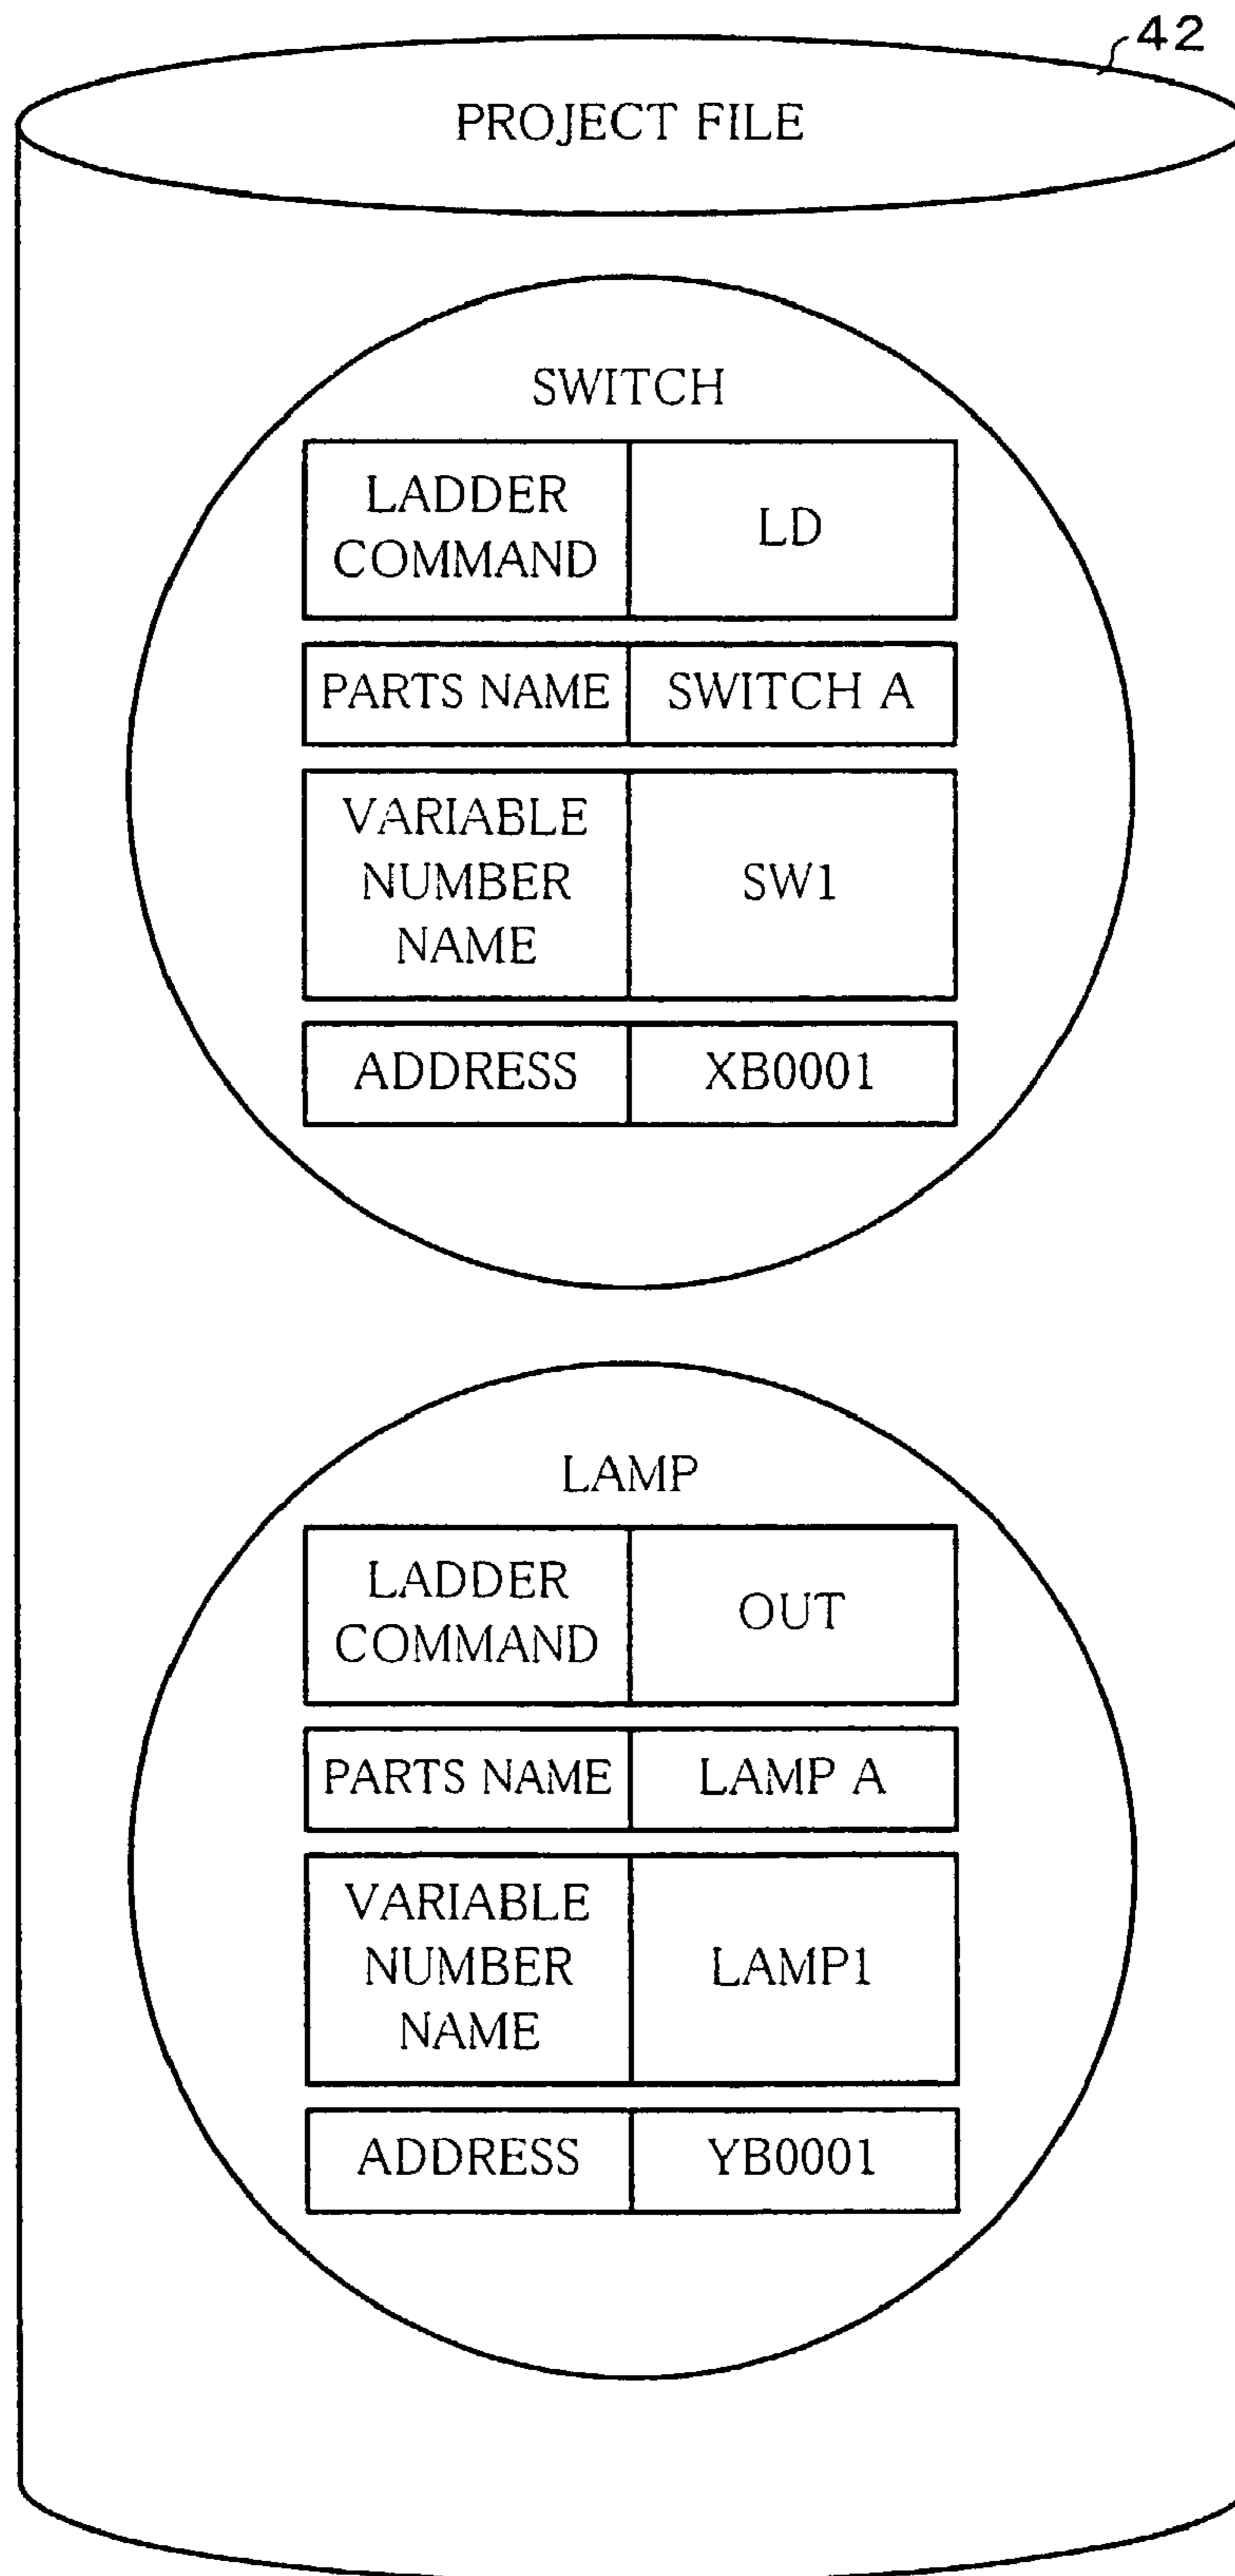 42
PROJECT FILE
SWITCH
LADDER
COMMAND
LD
PARTS NAME
SWITCH A
VARIABLE
NUMBER
NAME
SW1
ADDRESS
XB0001
LAMP
LADDER
COMMAND
OUT
PARTS NAME
LAMP A
VARIABLE
NUMBER
NAME
LAMP1
ADDRESS
YB0001